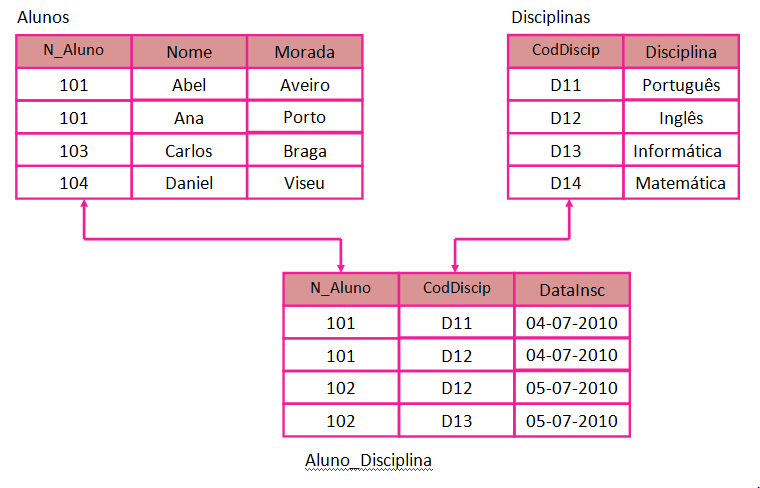 Alunos
N_Aluno Nome Morada
101 Abel Aveiro
101 Ana Porto
103 Carlos Braga
104 Daniel Viseu
Disciplinas
CodDiscip Disciplina
D11 Português
D12 Inglês
D13 Informática
D14 Matemática
N_Aluno CodDiscip DataInsc
101 D11 04-07-2010
101 D12 04-07-2010
102 D12 05-07-2010
102 D13 05-07-2010
Aluno_Disciplina
.